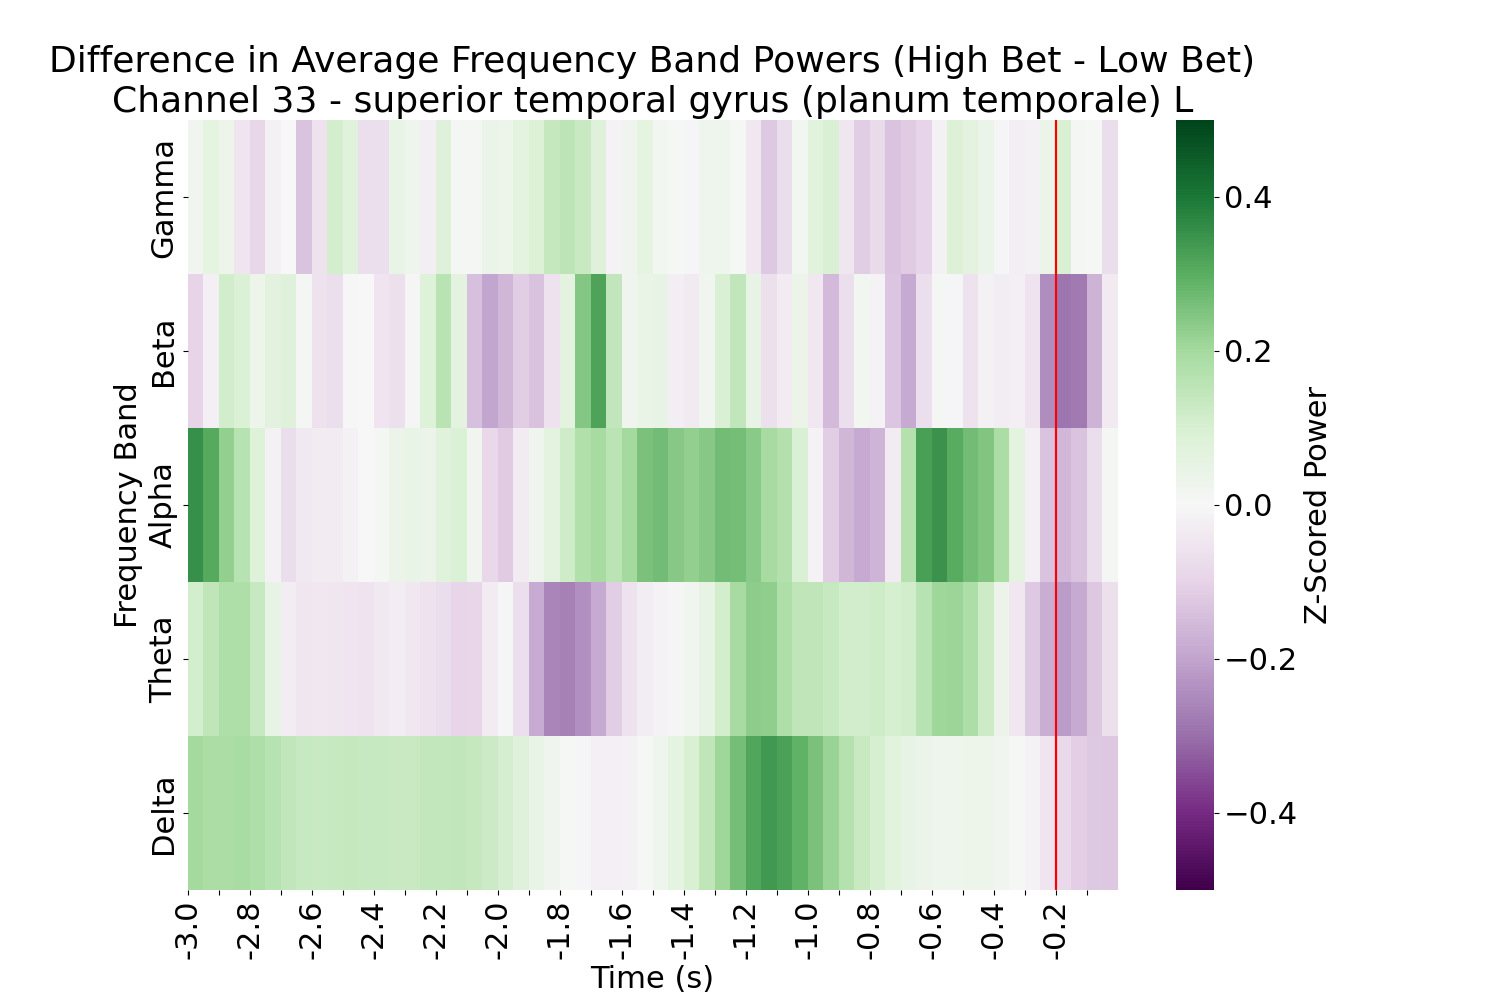 Difference in Average Frequency Band Powers (High Bet - Low Bet)
Channel 33 - superior temporal gyrus (planum temporale) L
Frequency Band
Gamma
Beta
Alpha
Theta
Delta
-3.0
-2.8
-2.6
-2.4
-2.2
-2.0
-1.8
-1.6
-1.4
-1.2
-1.0
-0.8
-0.6
-0.4
-0.2
Time (s)
0.4
0.2
0.0
−0.2
−0.4
Z-Scored Power